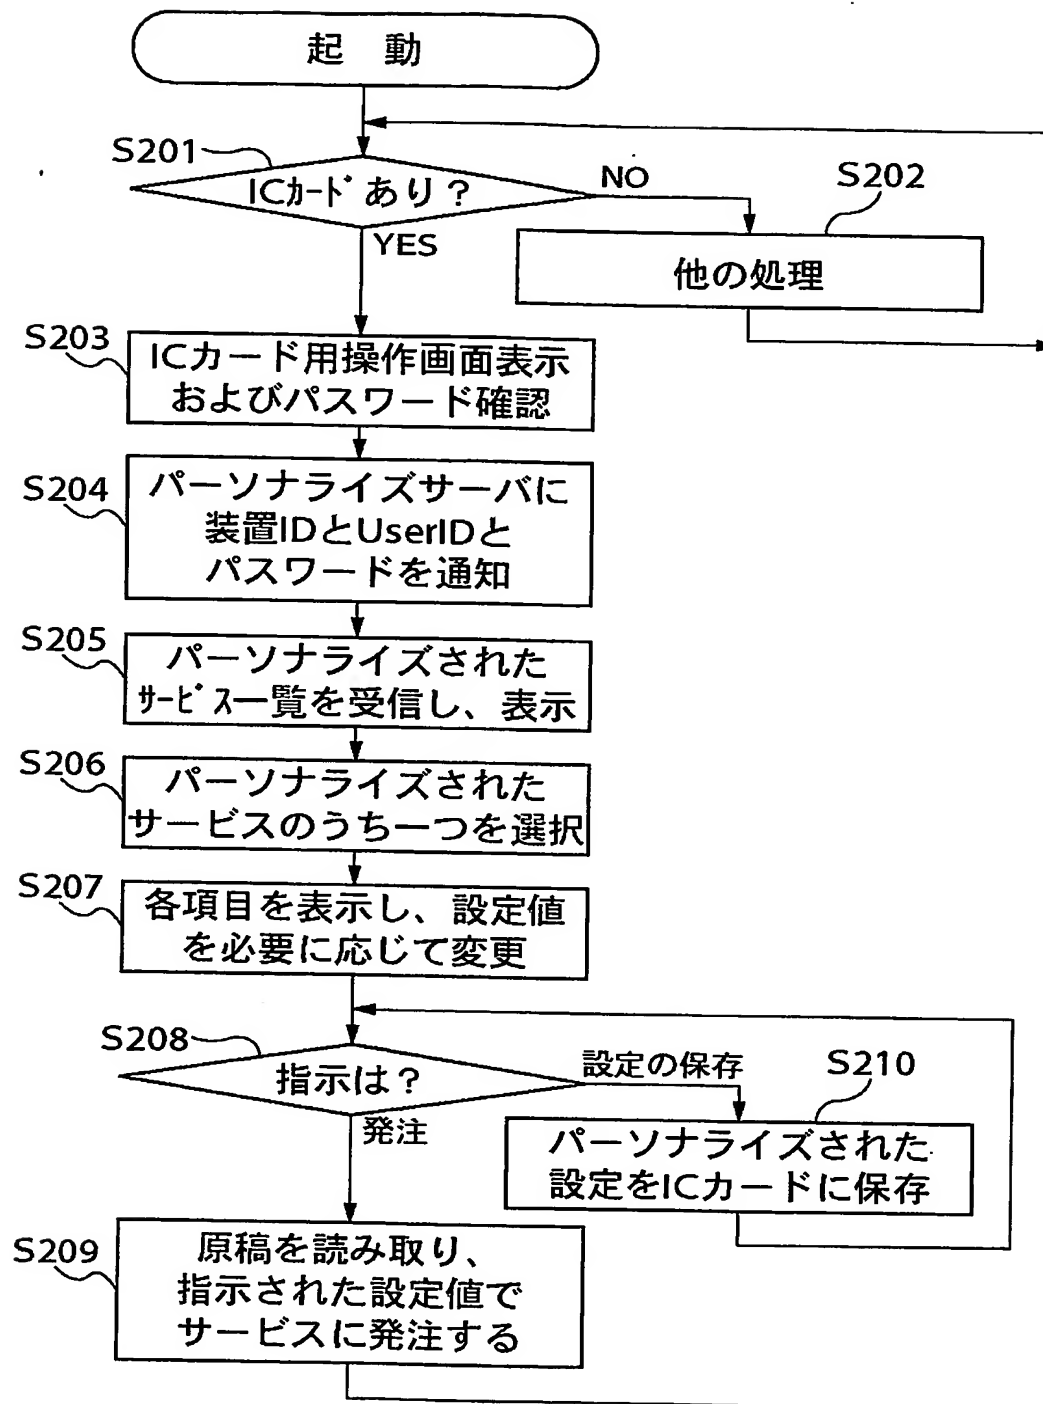 起　動
S201
ICｶｰﾄﾞあり？
NO
S202
YES
他の処理
S203
ICカード用操作画面表示
およびパスワード確認
S204
パーソナライズサーバに
装置IDとUserIDと
パスワードを通知
S205
パーソナライズされた
ｻｰﾋﾞｽ一覧を受信し、表示
S206
パーソナライズされた
サービスのうち一つを選択
S207
各項目を表示し、設定値
を必要に応じて変更
S208
指示は？
設定の保存
S210
発注
パーソナライズされた
設定をICカードに保存
S209
原稿を読み取り、
指示された設定値で
サービスに発注する